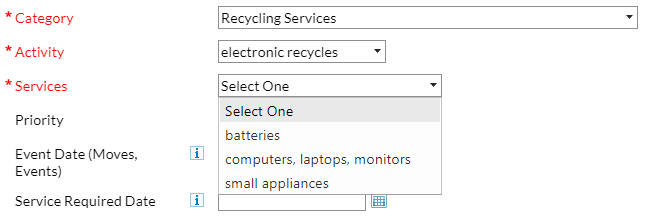 * Category Recycling Services
* Activity electronic recycles
* Services Select One
Select One
Priority
batteries
Event Date (Moves, Events) i
computers, laptops, monitors
small appliances
Service Required Date i